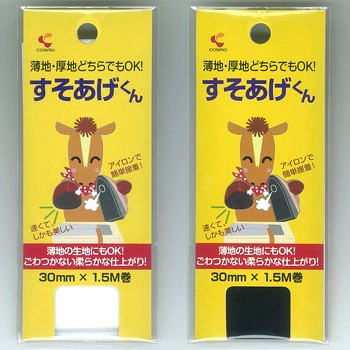 COSMO
薄地・厚地どちらでもOK!
すそあげくん
アイロンで
簡単接着!
速くて、
しかも美しい
薄地の生地にもOK!
ごわつかない柔らかな仕上がり!
30mm × 1.5M巻
COSMO
薄地・厚地どちらでもOK!
すそあげくん
アイロンで
簡単接着!
速くて、
しかも美しい
薄地の生地にもOK!
ごわつかない柔らかな仕上がり!
30mm × 1.5M巻